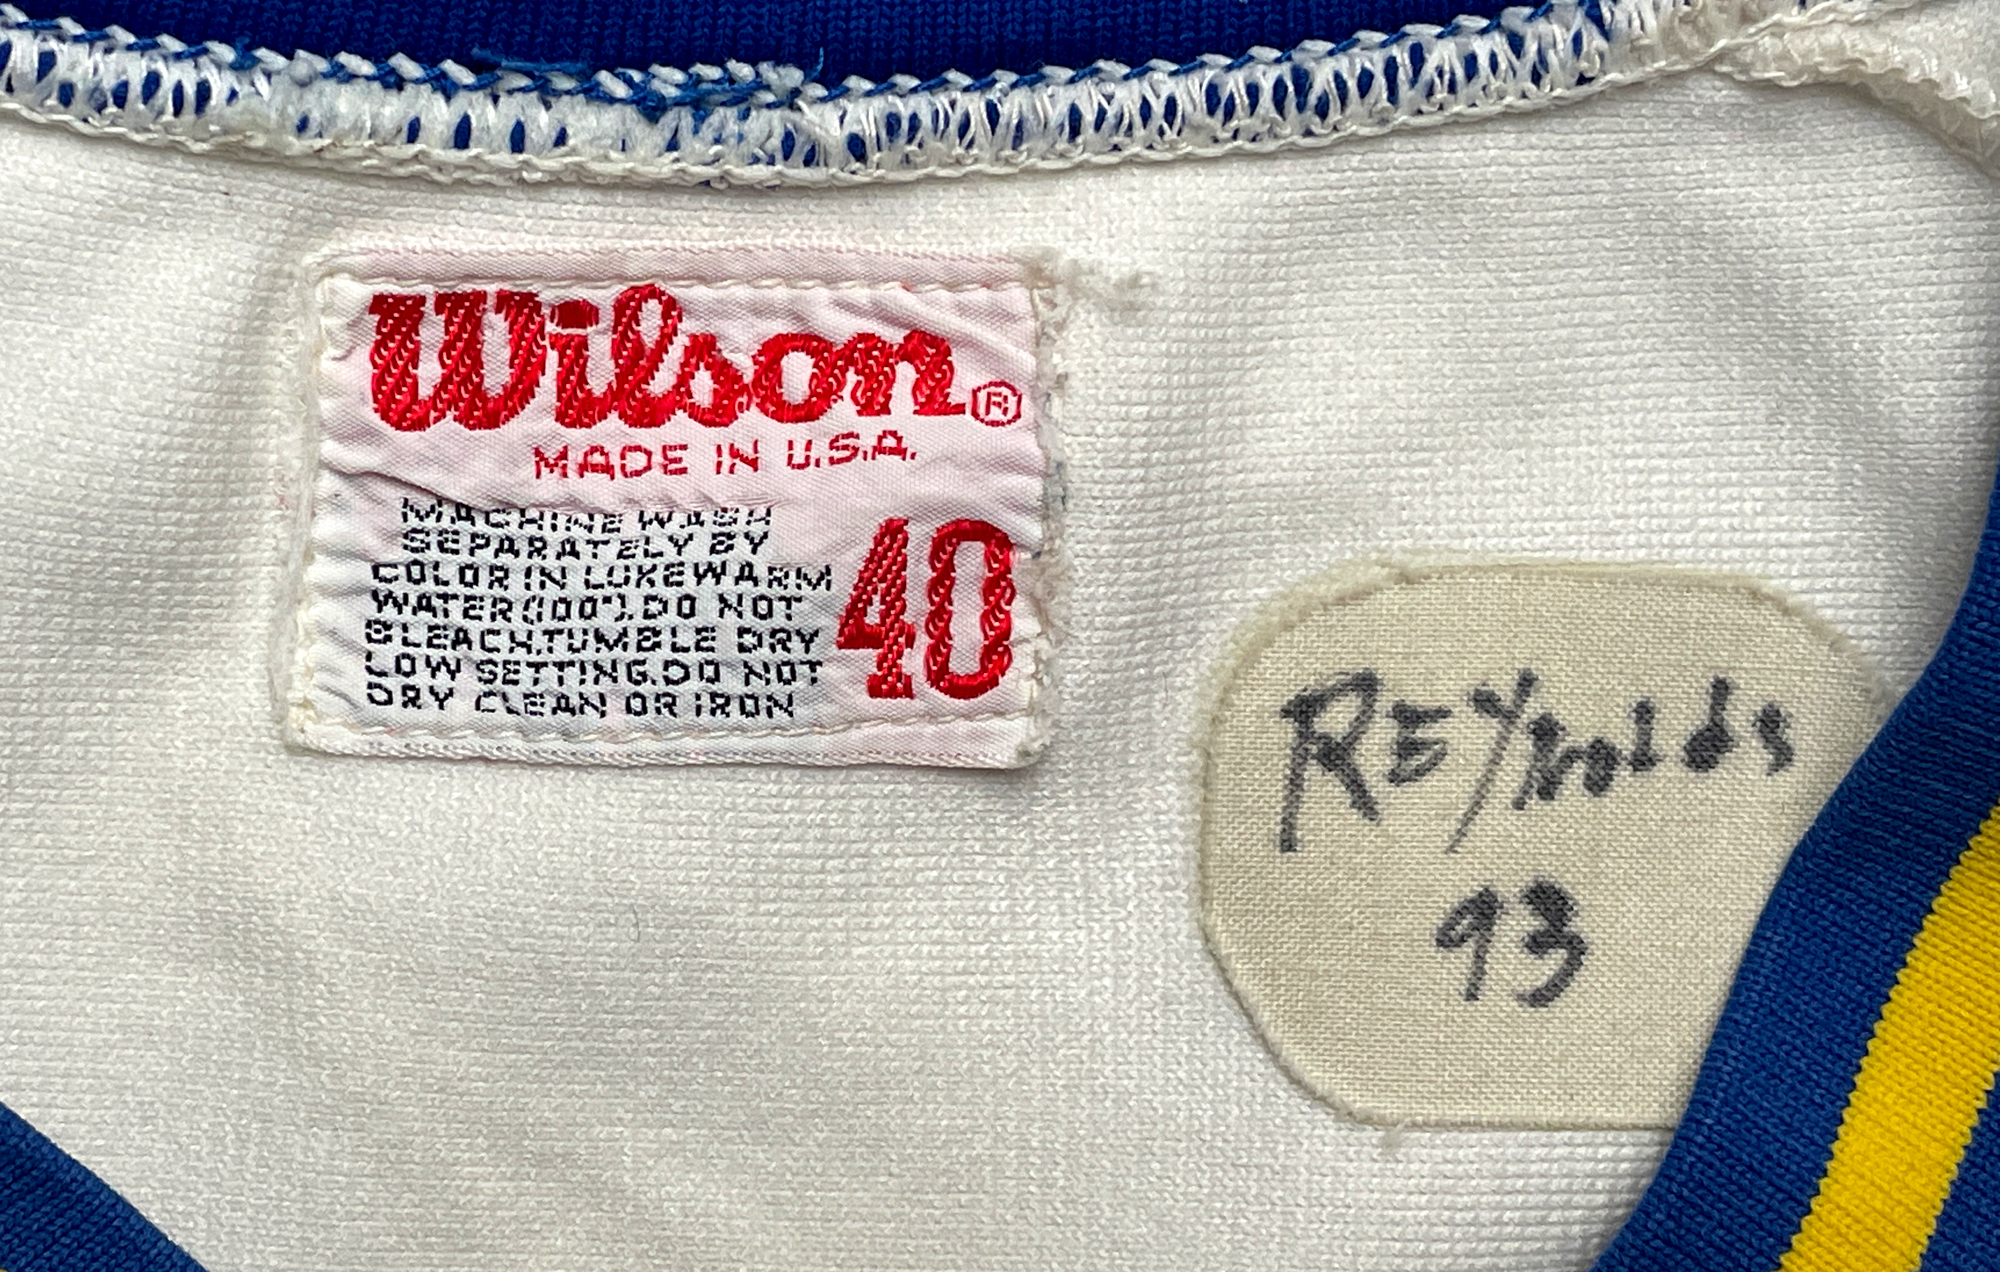 Wilson®
MADE IN U.S.A.
MACHINE WASH
SEPARATELY BY
COLOR IN LUKEWARM
WATER(100°).DO NOT
BLEACH.TUMBLE DRY
LOW SETTING.DO NOT
DRY CLEAN OR IRON
40
REYNolds
93